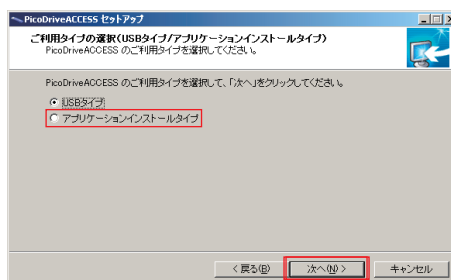 PicoDriveACCESS セットアップ
ご利用タイプの選択(USBタイプ/アプリケーションインストールタイプ)
PicoDriveACCESS のご利用タイプを選択してください。
PicoDriveACCESS のご利用タイプを選択して、「次へ」をクリックしてください。
USBタイプ
アプリケーションインストールタイプ
< 戻る(B)
次へ(N) >
キャンセル